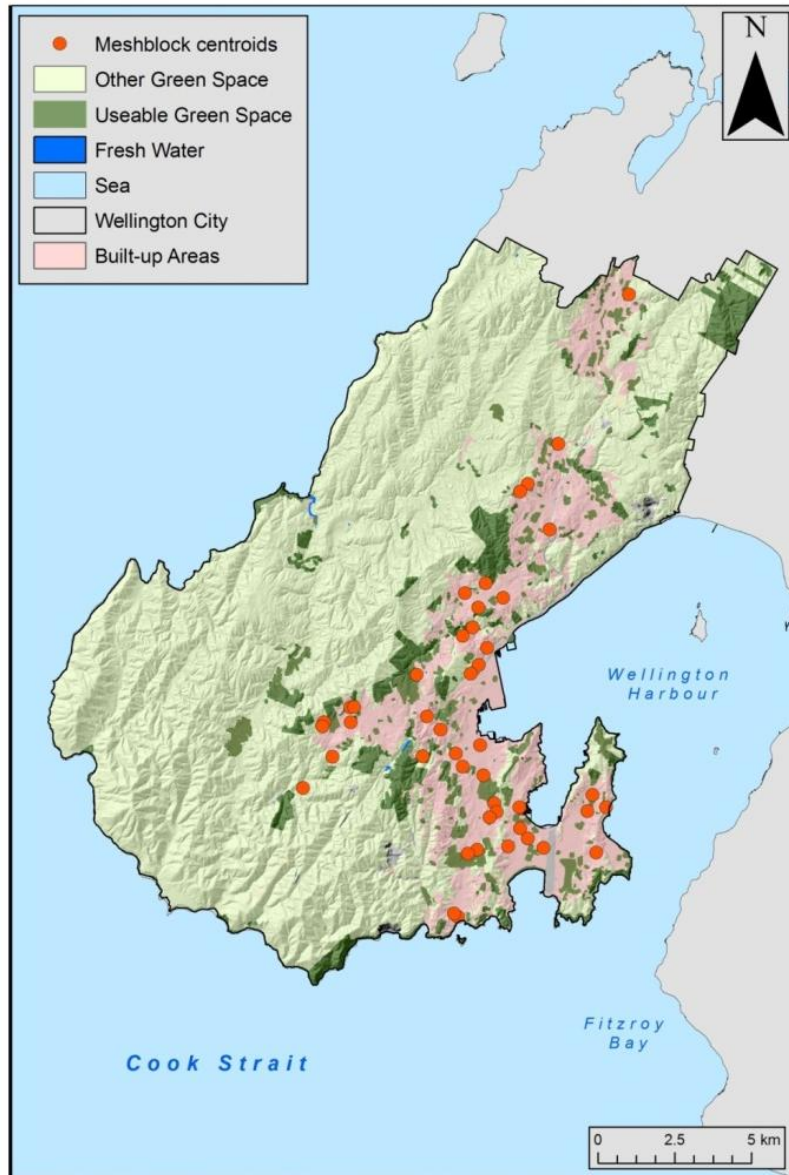 Meshblock centroids
Other Green Space
Useable Green Space
Fresh Water
Sea
Wellington City
Built-up Areas
N
Wellington
Harbour
Fitzroy
Bay
Cook Strait
0 2.5 5 km